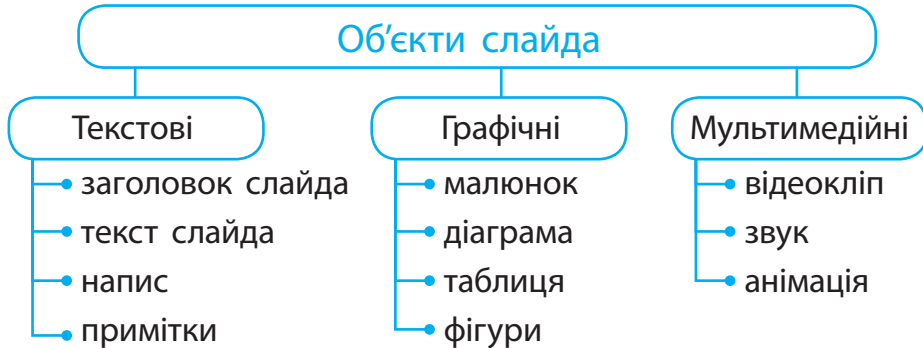 Об’єкти слайда
Текстові
заголовок слайда
текст слайда
напис
примітки
Графічні
малюнок
діаграма
таблиця
фігури
Мультимедійні
відеокліп
звук
анімація